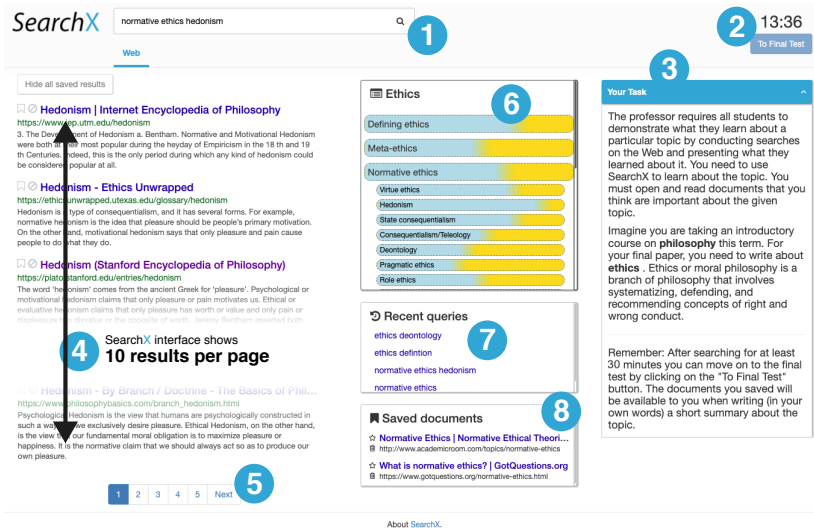 SearchX
normative ethics hedonism
1
2
13:36
To Final Test
Web
3
Hide all saved results
Hedonism | Internet Encyclopedia of Philosophy
https://www.iep.utm.edu/hedonism
3. The Development of Hedonism a. Bentham. Normative and Motivational Hedonism
were both at their most popular during the heyday of Empiricism in the 18th and 19
th Centuries. Indeed, this is the only period during which any kind of hedonism could
be considered popular at all.
Hedonism - Ethics Unwrapped
https://ethicsunwrapped.utexas.edu/glossary/hedonism
Hedonism is a type of consequentialism, and it has several forms. For example,
normative hedonism is the idea that pleasure should be people's primary motivation.
On the other hand, motivational hedonism says that only pleasure and pain cause
people to do what they do.
Hedonism (Stanford Encyclopedia of Philosophy)
https://plato.stanford.edu/entries/hedonism
The word 'hedonism' comes from the ancient Greek for 'pleasure'. Psychological or
motivational hedonism claims that only pleasure or pain motivates us. Ethical or
evaluative hedonism claims that only pleasure has worth or value and only pain or
displeasure has disvalue or the opposite of worth. Jeremy Bentham asserted both
4
SearchX interface shows
10 results per page
Hedonism - By Branch / Doctrine - The Basics of Phil...
https://www.philosophybasics.com/branch_hedonism.html
Psychological Hedonism is the view that humans are psychologically constructed in
such a way that we exclusively desire pleasure. Ethical Hedonism, on the other hand,
is the view that our fundamental moral obligation is to maximize pleasure or
happiness. It is the normative claim that we should always act so as to produce our
own pleasure.
1 2 3 4 5 Next
5
Ethics
6
Defining ethics
Meta-ethics
Normative ethics
Virtue ethics
Hedonism
State consequentialism
Consequentialism/Teleology
Deontology
Pragmatic ethics
Role ethics
Recent queries
7
ethics deontology
ethics defintion
normative ethics hedonism
normative ethics
Saved documents
8
Normative Ethics | Normative Ethical Theori...
http://www.academicroom.com/topics/normative-ethics
What is normative ethics? | GotQuestions.org
https://www.gotquestions.org/normative-ethics.html
Your Task
The professor requires all students to
demonstrate what they learn about a
particular topic by conducting searches
on the Web and presenting what they
learned about it. You need to use
SearchX to learn about the topic. You
must open and read documents that you
think are important about the given
topic.
Imagine you are taking an introductory
course on philosophy this term. For
your final paper, you need to write about
ethics . Ethics or moral philosophy is a
branch of philosophy that involves
systematizing, defending, and
recommending concepts of right and
wrong conduct.
Remember: After searching for at least
30 minutes you can move on to the final
test by clicking on the "To Final Test"
button. The documents you saved will
be available to you when writing (in your
own words) a short summary about the
topic.
About SearchX.